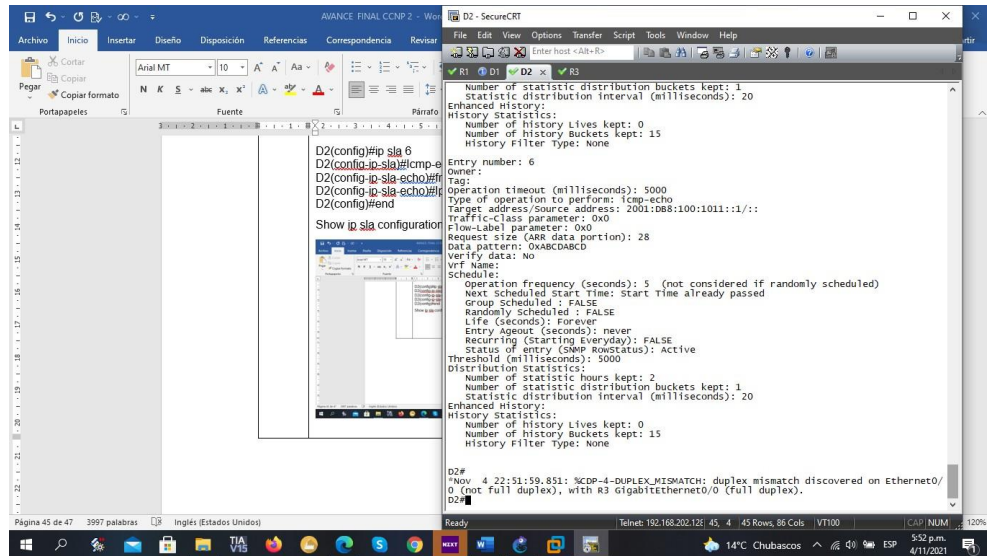 AVANCE FINAL CCNP 2 - Wor
Archivo Inicio Insertar Diseño Disposición Referencias Correspondencia Revisar
Pegar
Cortar
Copiar
Copiar formato
Portapapeles
Arial MT 10
N K S abc x₂ x²
Fuente
Párrafo
D2(config)#ip sla 6
D2(config-ip-sla)#Icmp-e
D2(config-ip-sla-echo)#fr
D2(config-ip-sla-echo)#Ip
D2(config)#end
Show ip sla configuration
Página 45 de 47 3997 palabras Inglés (Estados Unidos)
D2 - SecureCRT
File Edit View Options Transfer Script Tools Window Help
Enter host <Alt+R>
R1 D1 D2 × R3
Number of statistic distribution buckets kept: 1
Statistic distribution interval (milliseconds): 20
Enhanced History:
History Statistics:
Number of history Lives kept: 0
Number of history Buckets kept: 15
History Filter Type: None
Entry number: 6
Owner:
Tag:
Operation timeout (milliseconds): 5000
Type of operation to perform: icmp-echo
Target address/Source address: 2001:DB8:100:1011::1/::
Traffic-Class parameter: 0x0
Flow-Label parameter: 0x0
Request size (ARR data portion): 28
Data pattern: 0xABCDABCD
Verify data: No
Vrf Name:
Schedule:
Operation frequency (seconds): 5 (not considered if randomly scheduled)
Next Scheduled Start Time: Start Time already passed
Group Scheduled : FALSE
Randomly Scheduled : FALSE
Life (seconds): Forever
Entry Ageout (seconds): never
Recurring (Starting Everyday): FALSE
Status of entry (SNMP RowStatus): Active
Threshold (milliseconds): 5000
Distribution Statistics:
Number of statistic hours kept: 2
Number of statistic distribution buckets kept: 1
Statistic distribution interval (milliseconds): 20
Enhanced History:
History Statistics:
Number of history Lives kept: 0
Number of history Buckets kept: 15
History Filter Type: None
D2#
*Nov 4 22:51:59.851: %CDP-4-DUPLEX_MISMATCH: duplex mismatch discovered on Ethernet0/
0 (not full duplex), with R3 GigabitEthernet0/0 (full duplex).
D2#
Ready Telnet: 192.168.202.128 45, 4 45 Rows, 86 Cols VT100 CAP NUM
120%
TIA V15
NEXT
14°C Chubascos ESP 5:52 p.m.
4/11/2021